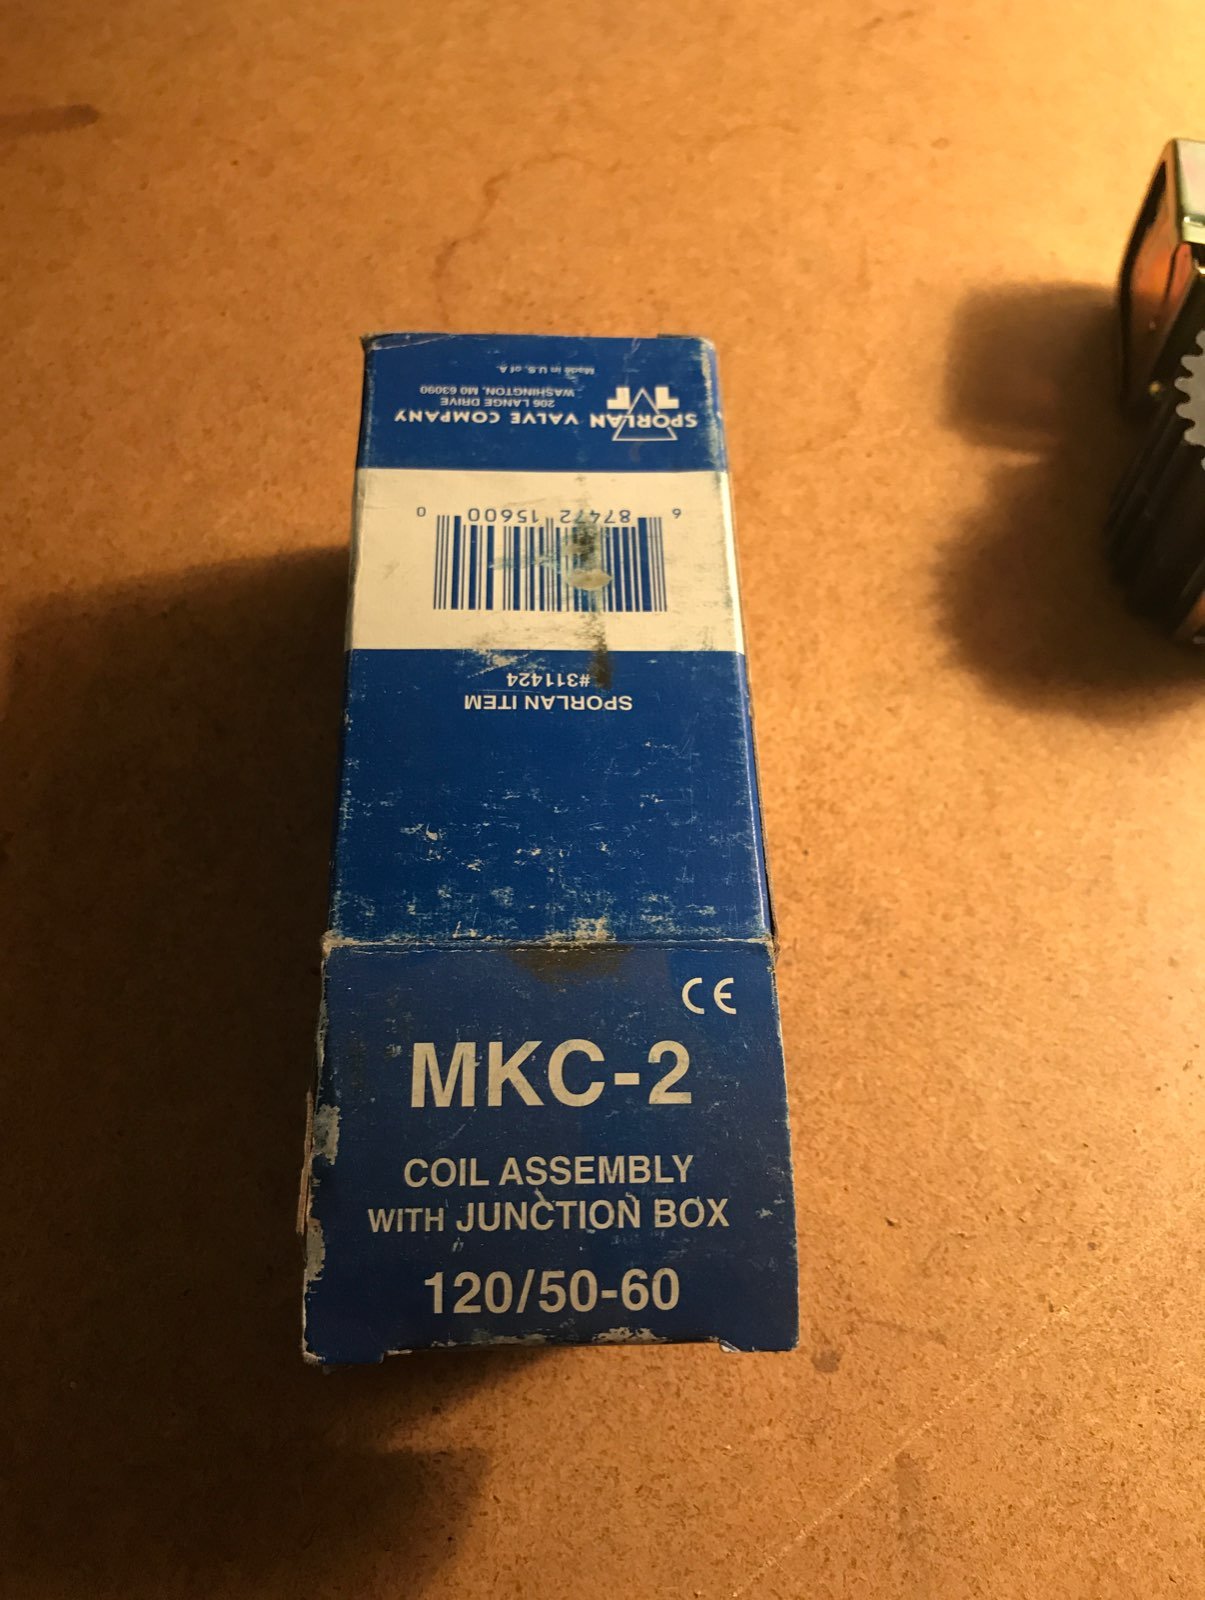 CE
MKC-2
COIL ASSEMBLY
WITH JUNCTION BOX
120/50-60
SPORLAN ITEM
#311424
6 87472 15600 0
SPORLAN VALVE COMPANY
206 LANGE DRIVE
WASHINGTON, MO 63090
Made in U.S. of A.